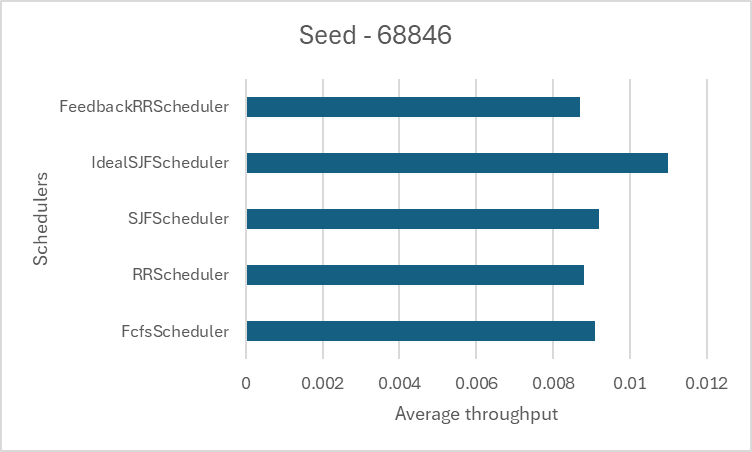 Seed - 68846
Schedulers
FeedbackRRScheduler
IdealSJFScheduler
SJFScheduler
RRScheduler
FcfsScheduler
0 0.002 0.004 0.006 0.008 0.01 0.012
Average throughput